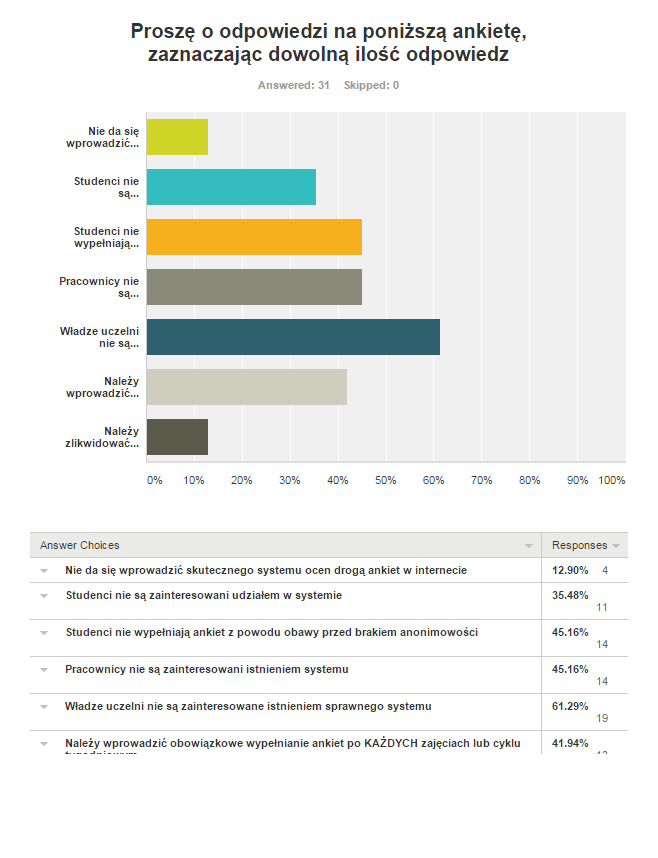 Proszę o odpowiedzi na poniższą ankietę,
zaznaczając dowolną ilość odpowiedz
Answered: 31 Skipped: 0
Nie da się
wprowadzić...
Studenci nie
są...
Studenci nie
wypełniają...
Pracownicy nie
są...
Władze uczelni
nie są...
Należy
wprowadzić...
Należy
zlikwidować...
0% 10% 20% 30% 40% 50% 60% 70% 80% 90% 100%
Answer Choices Responses
Nie da się wprowadzić skutecznego systemu ocen drogą ankiet w internecie 12.90% 4
Studenci nie są zainteresowani udziałem w systemie 35.48%
11
Studenci nie wypełniają ankiet z powodu obawy przed brakiem anonimowości 45.16%
14
Pracownicy nie są zainteresowani istnieniem systemu 45.16%
14
Władze uczelni nie są zainteresowane istnieniem sprawnego systemu 61.29%
19
Należy wprowadzić obowiązkowe wypełnianie ankiet po KAŻDYCH zajęciach lub cyklu 41.94%